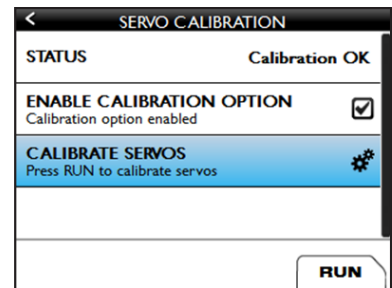 SERVO CALIBRATION
STATUS Calibration OK
ENABLE CALIBRATION OPTION
Calibration option enabled
CALIBRATE SERVOS
Press RUN to calibrate servos
RUN